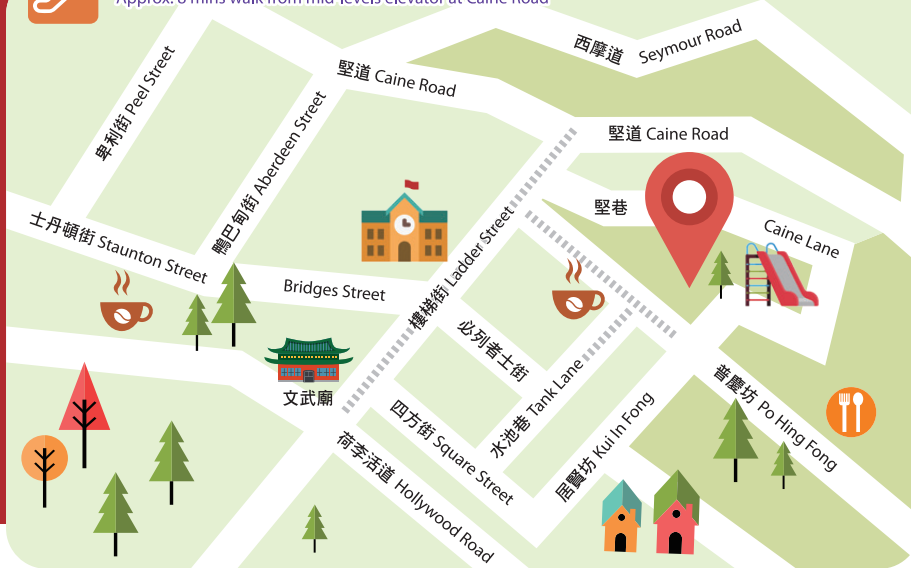 Approx. 8 mins walk from mid-levels elevator at Caine Road
西摩道 Seymour Road
堅道 Caine Road
堅道 Caine Road
卑利街 Peel Street
鴨巴甸街 Aberdeen Street
堅巷
Caine Lane
士丹頓街 Staunton Street
Bridges Street
樓梯街 Ladder Street
必列者士街
文武廟
四方街 Square Street
水池巷 Tank Lane
普慶坊 Po Hing Fong
居賢坊 Kui In Fong
荷李活道 Hollywood Road